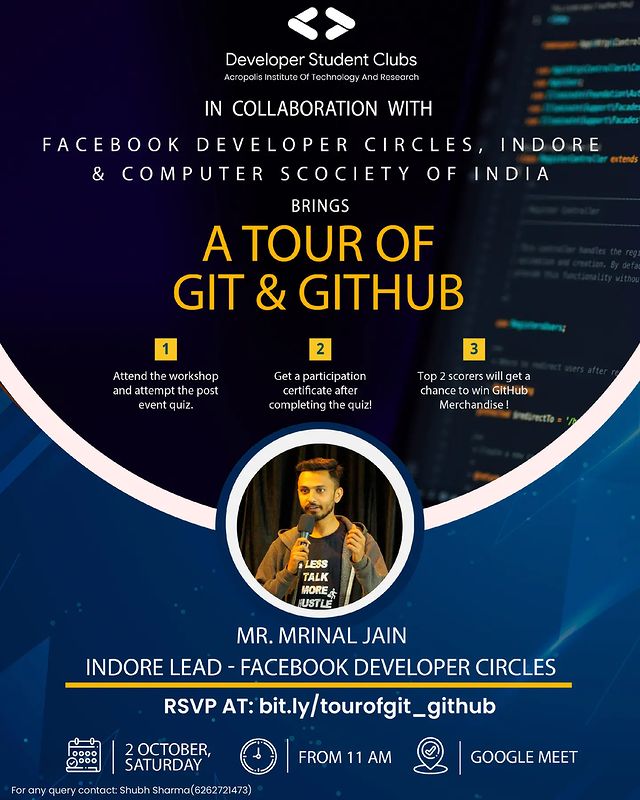 Developer Student Clubs
Acropolis Institute Of Technology And Research
IN COLLABORATION WITH
FACEBOOK DEVELOPER CIRCLES, INDORE
& COMPUTER SCOCIETY OF INDIA
BRINGS
A TOUR OF
GIT & GITHUB
1
Attend the workshop
and attempt the post
event quiz.
2
Get a participation
certificate after
completing the quiz!
3
Top 2 scorers will get a
chance to win GitHub
Merchandise !
LESS
TALK
MORE
HUSTLE
MR. MRINAL JAIN
INDORE LEAD - FACEBOOK DEVELOPER CIRCLES
RSVP AT: bit.ly/tourofgit_github
2 OCTOBER,
SATURDAY
FROM 11 AM
GOOGLE MEET
For any query contact: Shubh Sharma(6262721473)